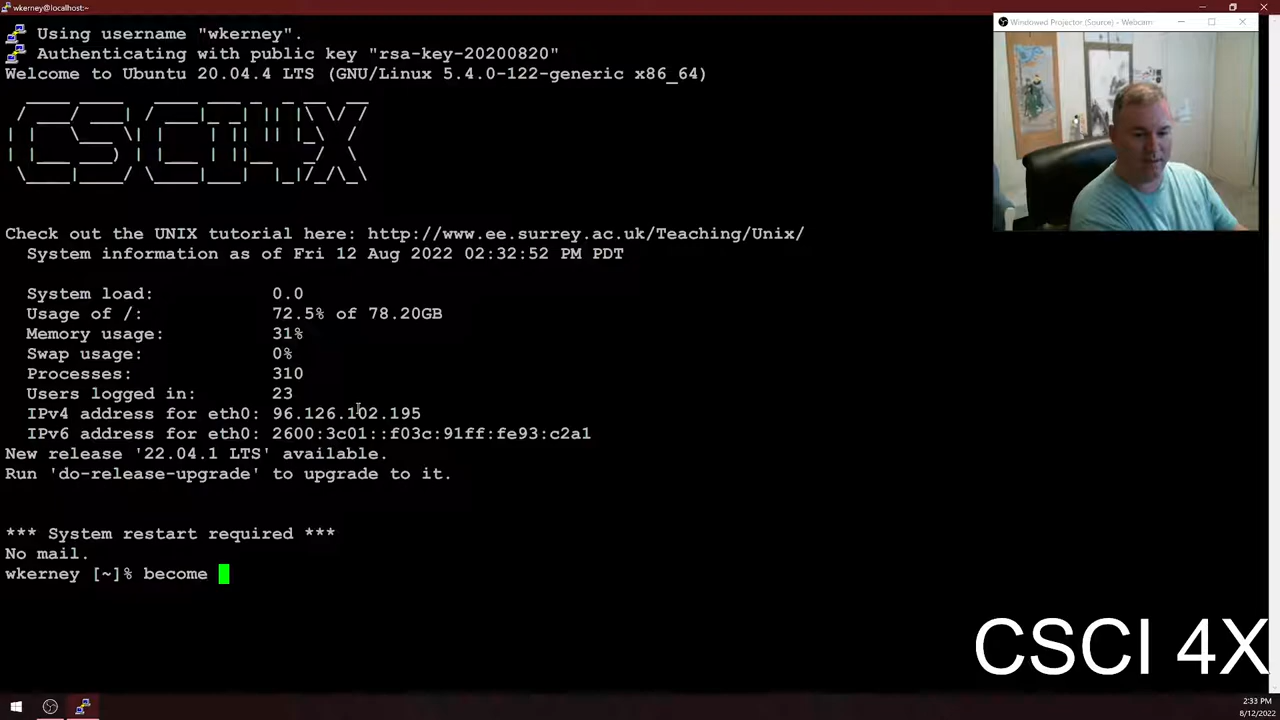 wkerney@localhost:~
Using username "wkerney".
Authenticating with public key "rsa-key-20200820"
Welcome to Ubuntu 20.04.4 LTS (GNU/Linux 5.4.0-122-generic x86_64)
CSCI4X
Check out the UNIX tutorial here: http://www.ee.surrey.ac.uk/Teaching/Unix/
System information as of Fri 12 Aug 2022 02:32:52 PM PDT
System load: 0.0
Usage of /: 72.5% of 78.20GB
Memory usage: 31%
Swap usage: 0%
Processes: 310
Users logged in: 23
IPv4 address for eth0: 96.126.102.195
IPv6 address for eth0: 2600:3c01::f03c:91ff:fe93:c2a1
New release '22.04.1 LTS' available.
Run 'do-release-upgrade' to upgrade to it.
*** System restart required ***
No mail.
wkerney [~]% become
Windowed Projector (Source) - Webcam
CSCI 4X
2:33 PM
8/12/2022